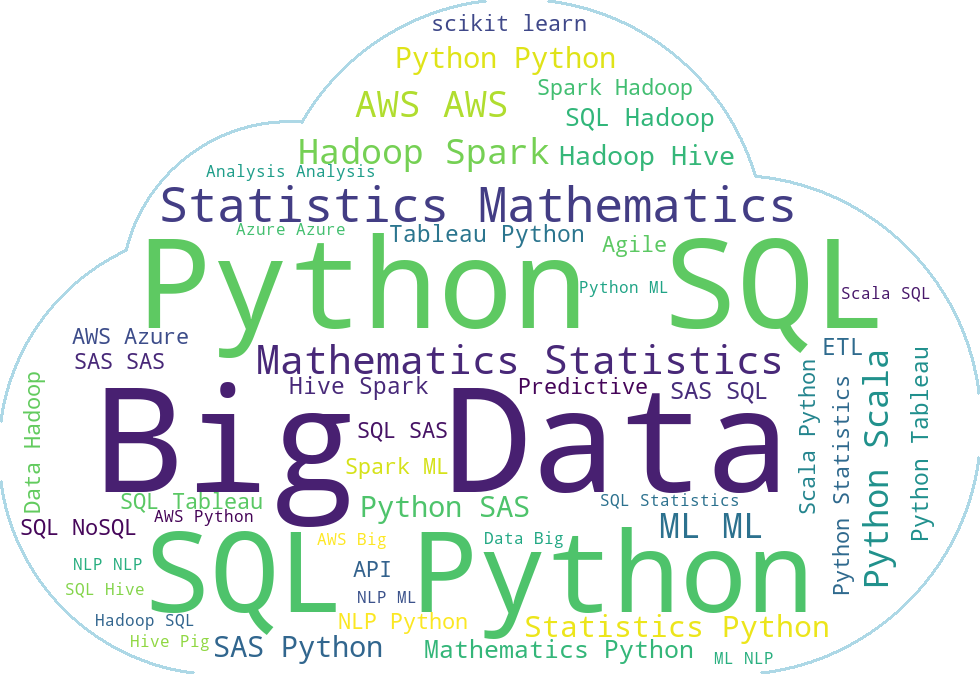 scikit learn
Python Python
Spark Hadoop
AWS AWS
SQL Hadoop
Hadoop Spark
Hadoop Hive
Analysis Analysis
Statistics Mathematics
Azure Azure
Tableau Python
Agile
Python SQL
Python ML
Scala SQL
AWS Azure
ETL
SAS SAS
Mathematics Statistics
Hive Spark
Predictive
SAS SQL
Data Hadoop
Big Data
SQL SAS
Spark ML
Scala Python
Python Statistics
Python Scala
Python Tableau
SQL Tableau
Python SAS
SQL Statistics
AWS Python
SQL NoSQL
ML ML
AWS Big
Data Big
NLP NLP
API
SQL Python
SQL Hive
NLP ML
Hadoop SQL
NLP Python
Statistics Python
Hive Pig
SAS Python
Mathematics Python
ML NLP